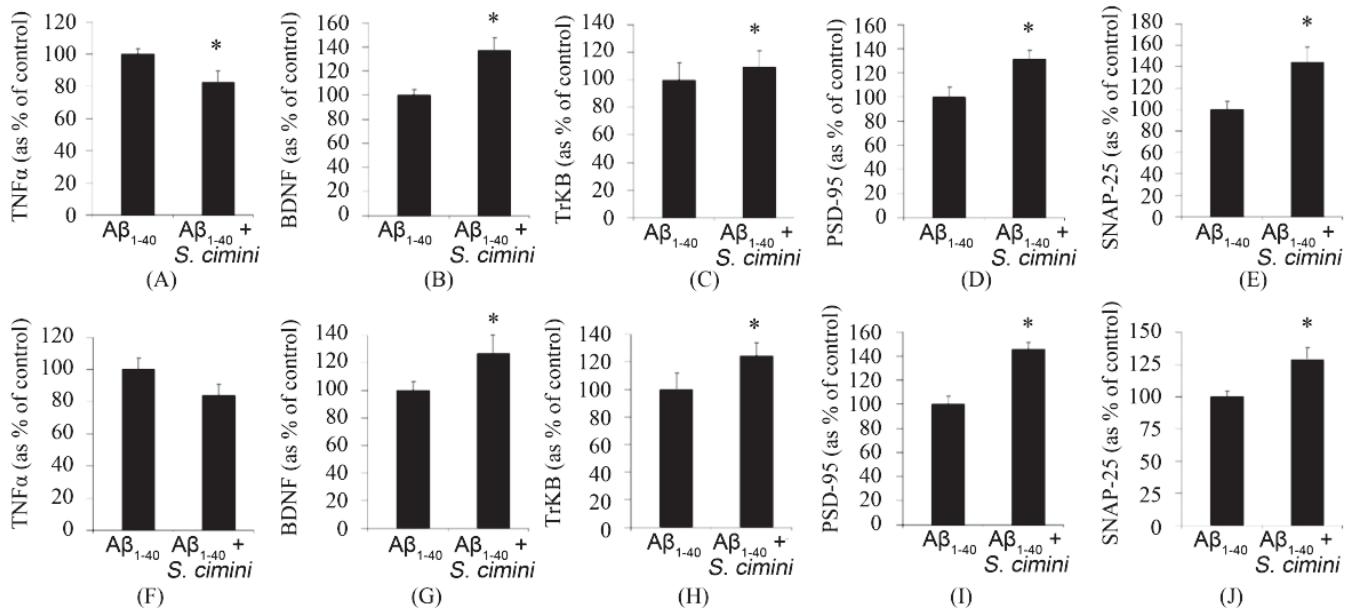 TNFα (as % of control)
120
100
80
60
40
20
0
Aβ1-40
Aβ1-40 +
S. cimini
*
(A)
BDNF (as % of control)
160
140
120
100
80
60
40
20
0
Aβ1-40
Aβ1-40 +
S. cimini
*
(B)
TrKB (as % of control)
140
120
100
80
60
40
20
0
Aβ1-40
Aβ1-40 +
S. cimini
*
(C)
PSD-95 (as % of control)
160
140
120
100
80
60
40
20
0
Aβ1-40
Aβ1-40 +
S. cimini
*
(D)
SNAP-25 (as % of control)
180
160
140
120
100
80
60
40
20
0
Aβ1-40
Aβ1-40 +
S. cimini
*
(E)
TNFα (as % of control)
120
100
80
60
40
20
0
Aβ1-40
Aβ1-40 +
S. cimini
(F)
BDNF (as % of control)
160
140
120
100
80
60
40
20
0
Aβ1-40
Aβ1-40 +
S. cimini
*
(G)
TrKB (as % of control)
140
120
100
80
60
40
20
0
Aβ1-40
Aβ1-40 +
S. cimini
*
(H)
PSD-95 (as % of control)
160
140
120
100
80
60
40
20
0
Aβ1-40
Aβ1-40 +
S. cimini
*
(I)
SNAP-25 (as % of control)
175
150
125
100
125
50
25
0
Aβ1-40
Aβ1-40 +
S. cimini
*
(J)